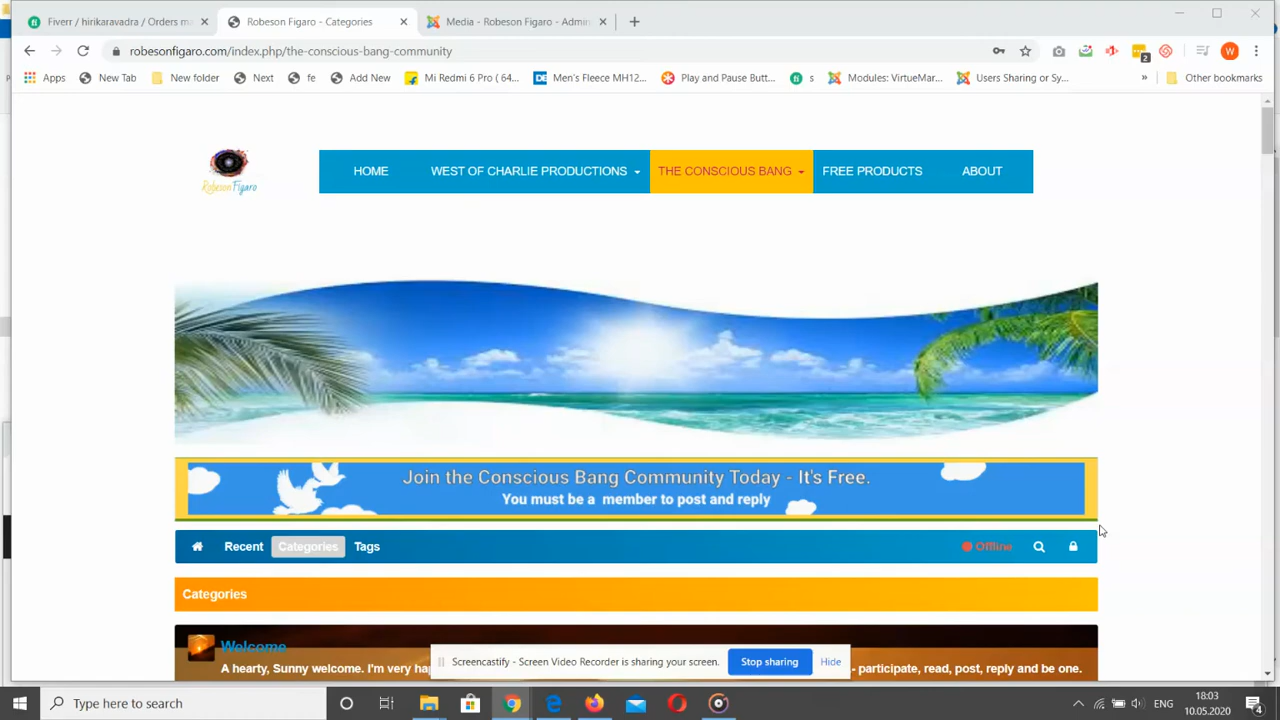 Fiverr / hirikaravadra / Orders m
Robeson Figaro - Categories
Media - Robeson Figaro - Admin
robesonfigaro.com/index.php/the-conscious-bang-community
2
W
Apps
New Tab
New folder
Next
fe
Add New
Mi Redmi 6 Pro ( 64...
DE
Men's Fleece MH12...
Play and Pause Butt...
fi
s
Modules: VirtueMar...
Users Sharing or Sy...
»
Other bookmarks
Robeson Figaro
HOME
WEST OF CHARLIE PRODUCTIONS
THE CONSCIOUS BANG
FREE PRODUCTS
ABOUT
Join the Conscious Bang Community Today - It's Free.
You must be a member to post and reply
Recent
Categories
Tags
Offline
Categories
Welcome
A hearty, Sunny welcome. I'm very hap
- participate, read, post, reply and be one.
Screencastify - Screen Video Recorder is sharing your screen.
Stop sharing
Hide
Type here to search
ENG
18:03
10.05.2020
4